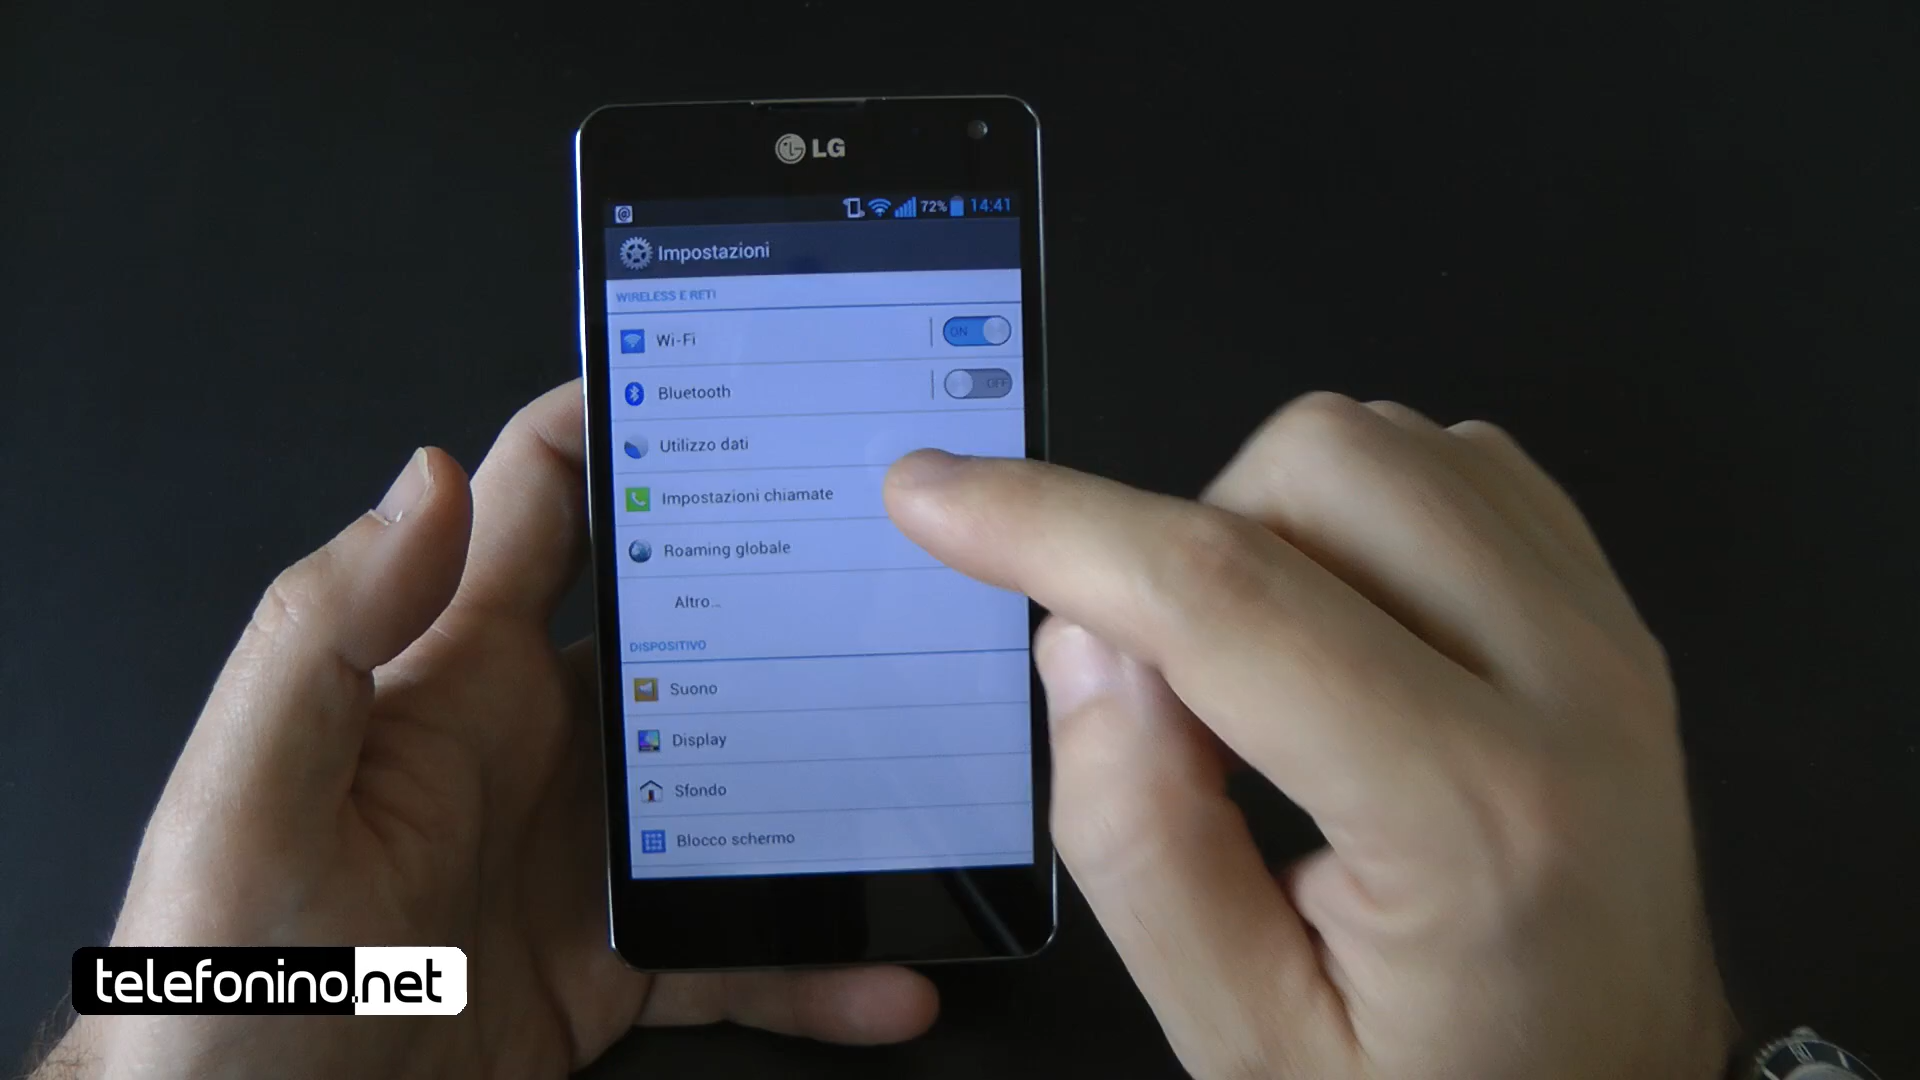 LG
72% 14:41
Impostazioni
WIRELESS E RETI
Wi-Fi ON
Bluetooth OFF
Utilizzo dati
Impostazioni chiamate
Roaming globale
Altro...
DISPOSITIVO
Suono
Display
Sfondo
Blocco schermo
telefonino.net